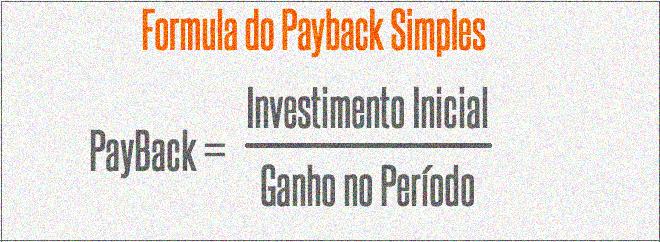 Formula do Payback Simples
Investimento Inicial
PayBack =
Ganho no Período